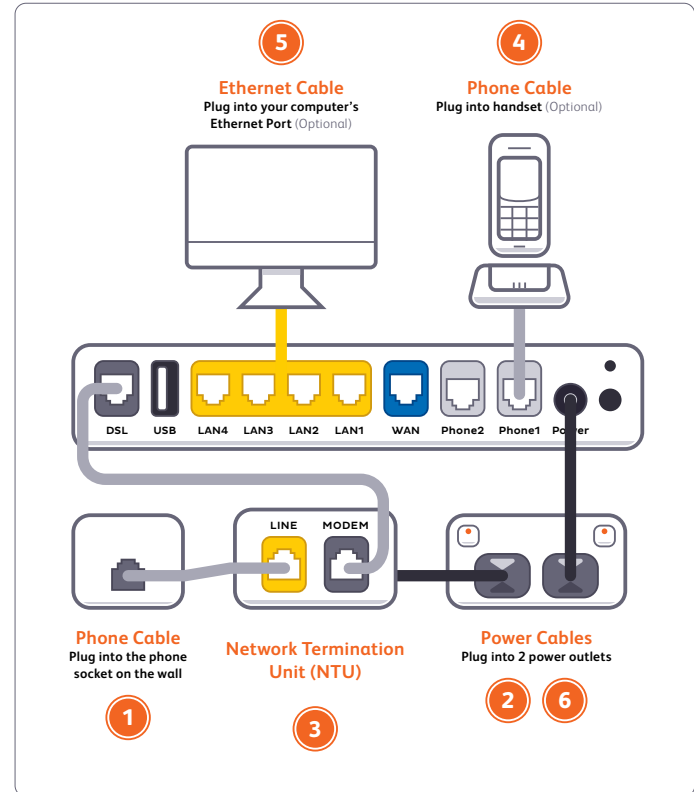 5
Ethernet Cable
Plug into your computer's
Ethernet Port (Optional)
4
Phone Cable
Plug into handset (Optional)
DSL
USB
LAN4
LAN3
LAN2
LAN1
WAN
Phone2
Phone1
Power
LINE
MODEM
Phone Cable
Plug into the phone
socket on the wall
1
Network Termination
Unit (NTU)
3
Power Cables
Plug into 2 power outlets
2
6